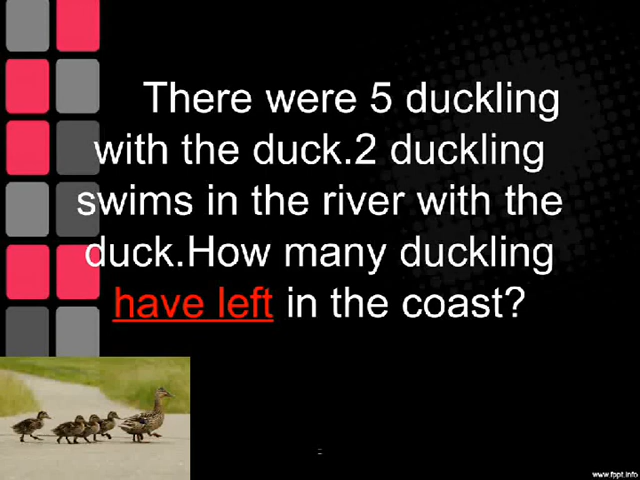 There were 5 duckling
with the duck.2 duckling
swims in the river with the
duck.How many duckling
have left in the coast?
www.fppt.info